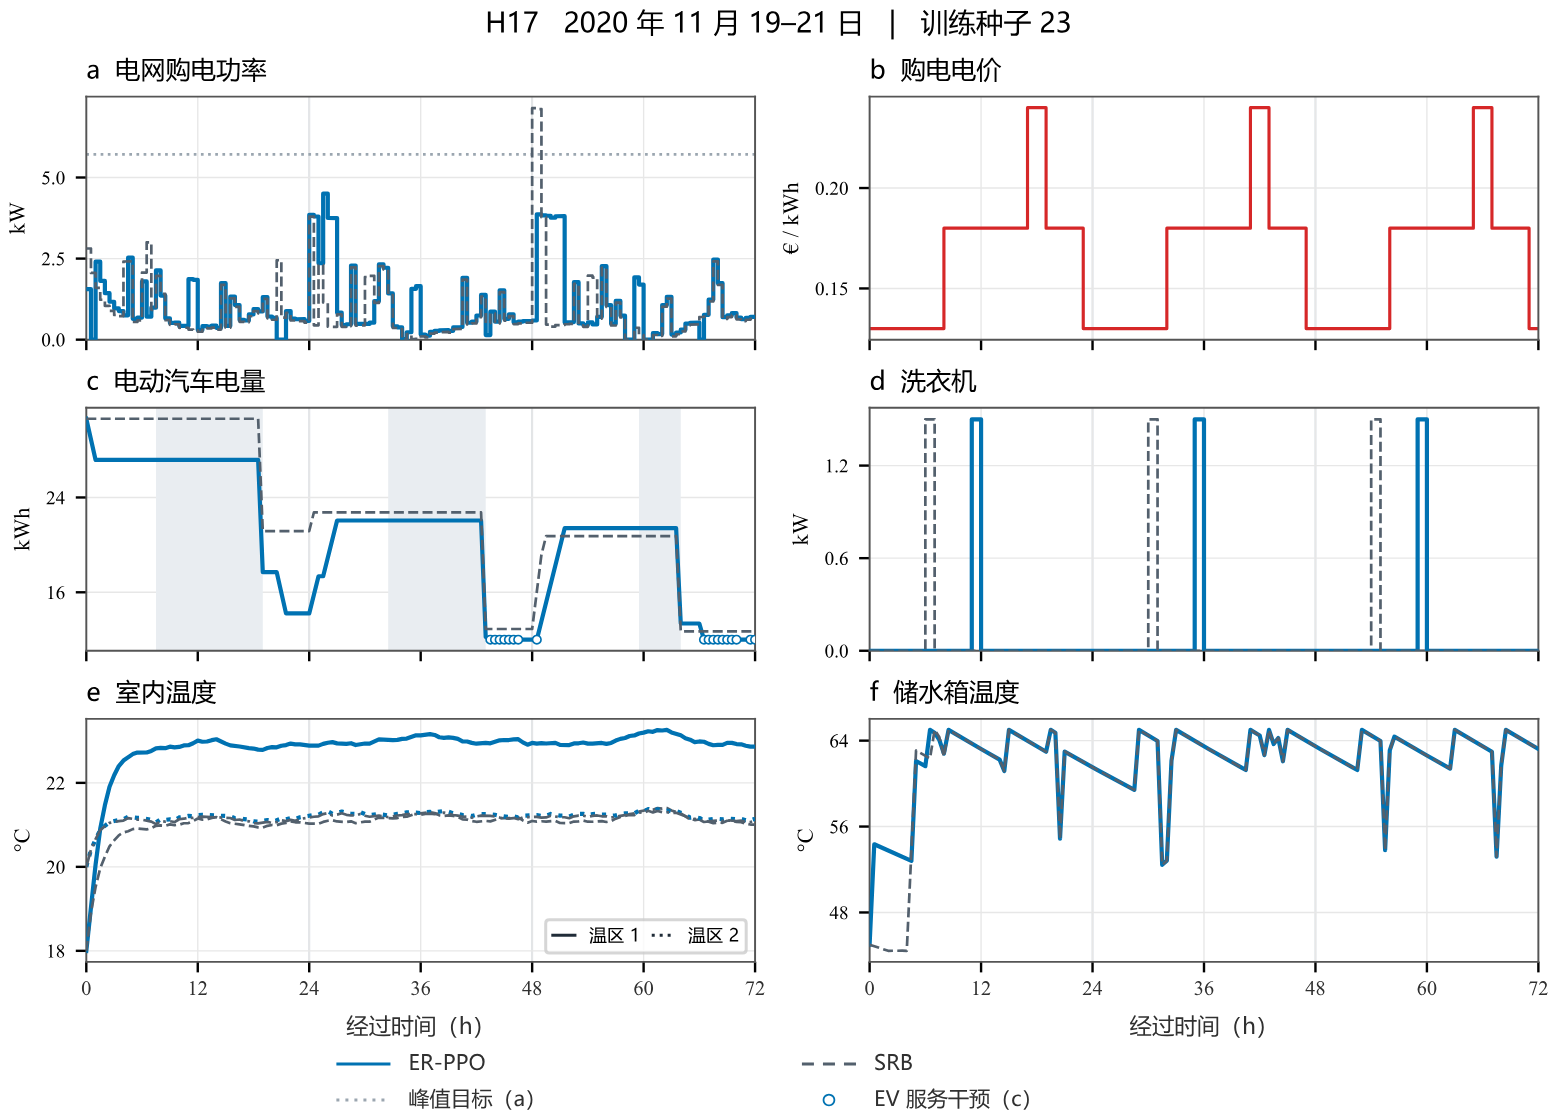 H17 2020 年 11 月 19–21 日 | 训练种子 23
a 电网购电功率
kW
5.0
2.5
0.0
b 购电电价
€ / kWh
0.20
0.15
c 电动汽车电量
kWh
24
16
d 洗衣机
kW
1.2
0.6
0.0
e 室内温度
°C
22
20
18
温区 1 温区 2
0 12 24 36 48 60 72
经过时间（h）
f 储水箱温度
°C
64
56
48
0 12 24 36 48 60 72
经过时间（h）
ER-PPO SRB
峰值目标（a） EV 服务干预（c）